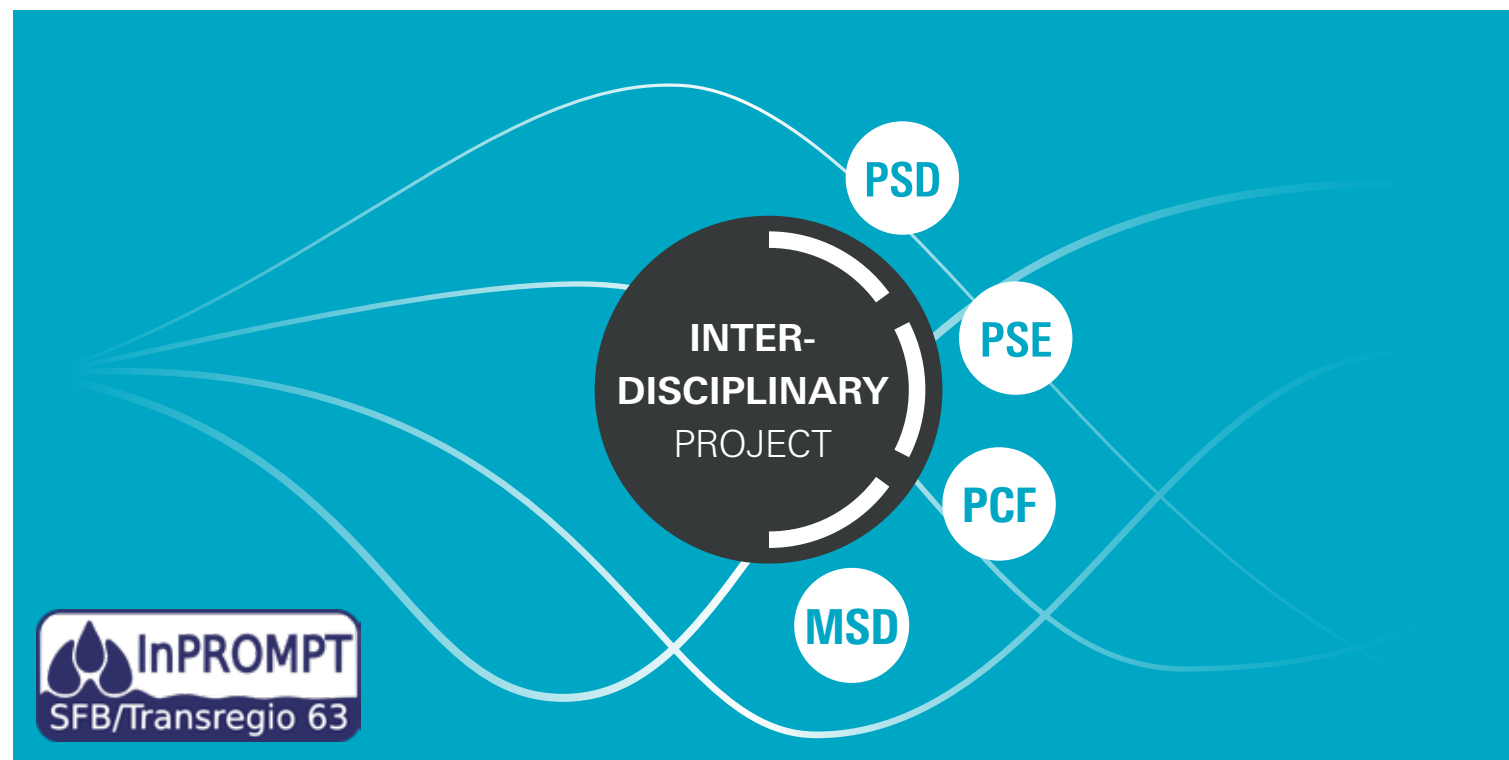 PSD
PSE
INTER-
DISCIPLINARY
PROJECT
PCF
MSD
InPROMPT
SFB/Transregio 63